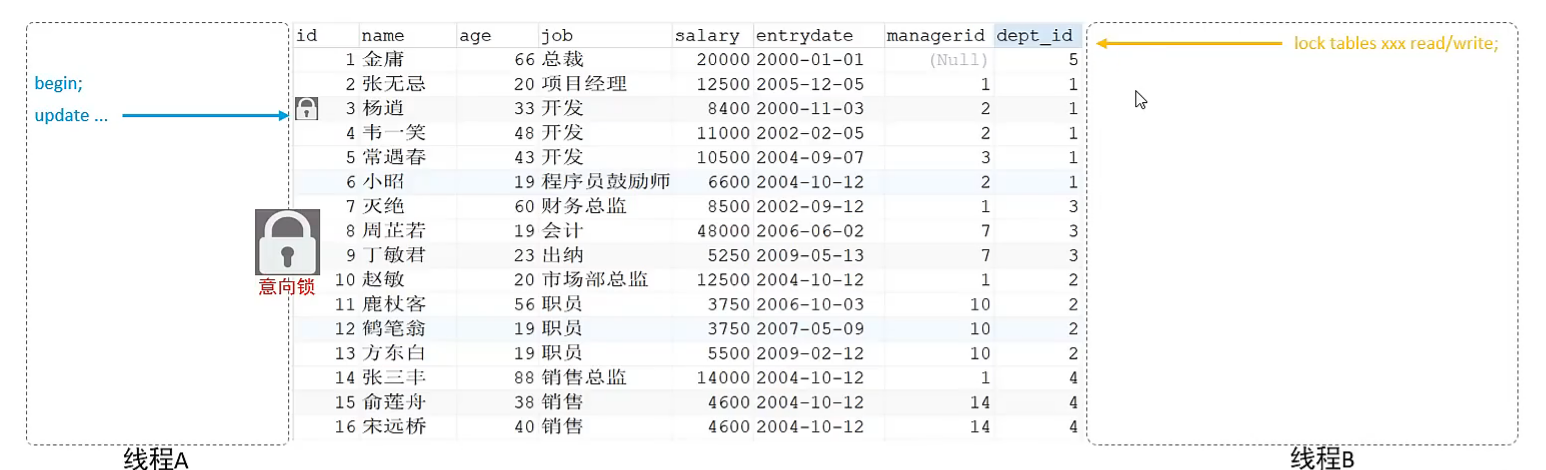 id name age job salary entrydate managerid dept_id
lock tables xxx read/write;
1 金庸 66 总裁 20000 2000-01-01 (Null) 5
begin;
2 张无忌 20 项目经理 12500 2005-12-05 1 1
update ...
3 杨逍 33 开发 8400 2000-11-03 2 1
4 韦一笑 48 开发 11000 2002-02-05 2 1
5 常遇春 43 开发 10500 2004-09-07 3 1
6 小昭 19 程序员鼓励师 6600 2004-10-12 2 1
7 灭绝 60 财务总监 8500 2002-09-12 1 3
8 周芷若 19 会计 48000 2006-06-02 7 3
9 丁敏君 23 出纳 5250 2009-05-13 7 3
10 赵敏 20 市场部总监 12500 2004-10-12 1 2
意向锁
11 鹿杖客 56 职员 3750 2006-10-03 10 2
12 鹤笔翁 19 职员 3750 2007-05-09 10 2
13 方东白 19 职员 5500 2009-02-12 10 2
14 张三丰 88 销售总监 14000 2004-10-12 1 4
15 俞莲舟 38 销售 4600 2004-10-12 14 4
16 宋远桥 40 销售 4600 2004-10-12 14 4
线程A
线程B